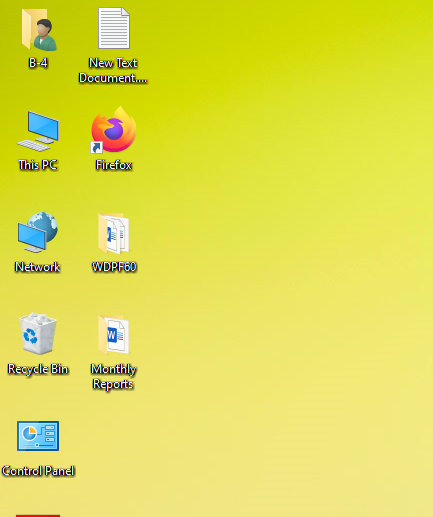 B-4
New Text
Document....
This PC
Firefox
Network
WDPF60
Recycle Bin
Monthly
Reports
Control Panel